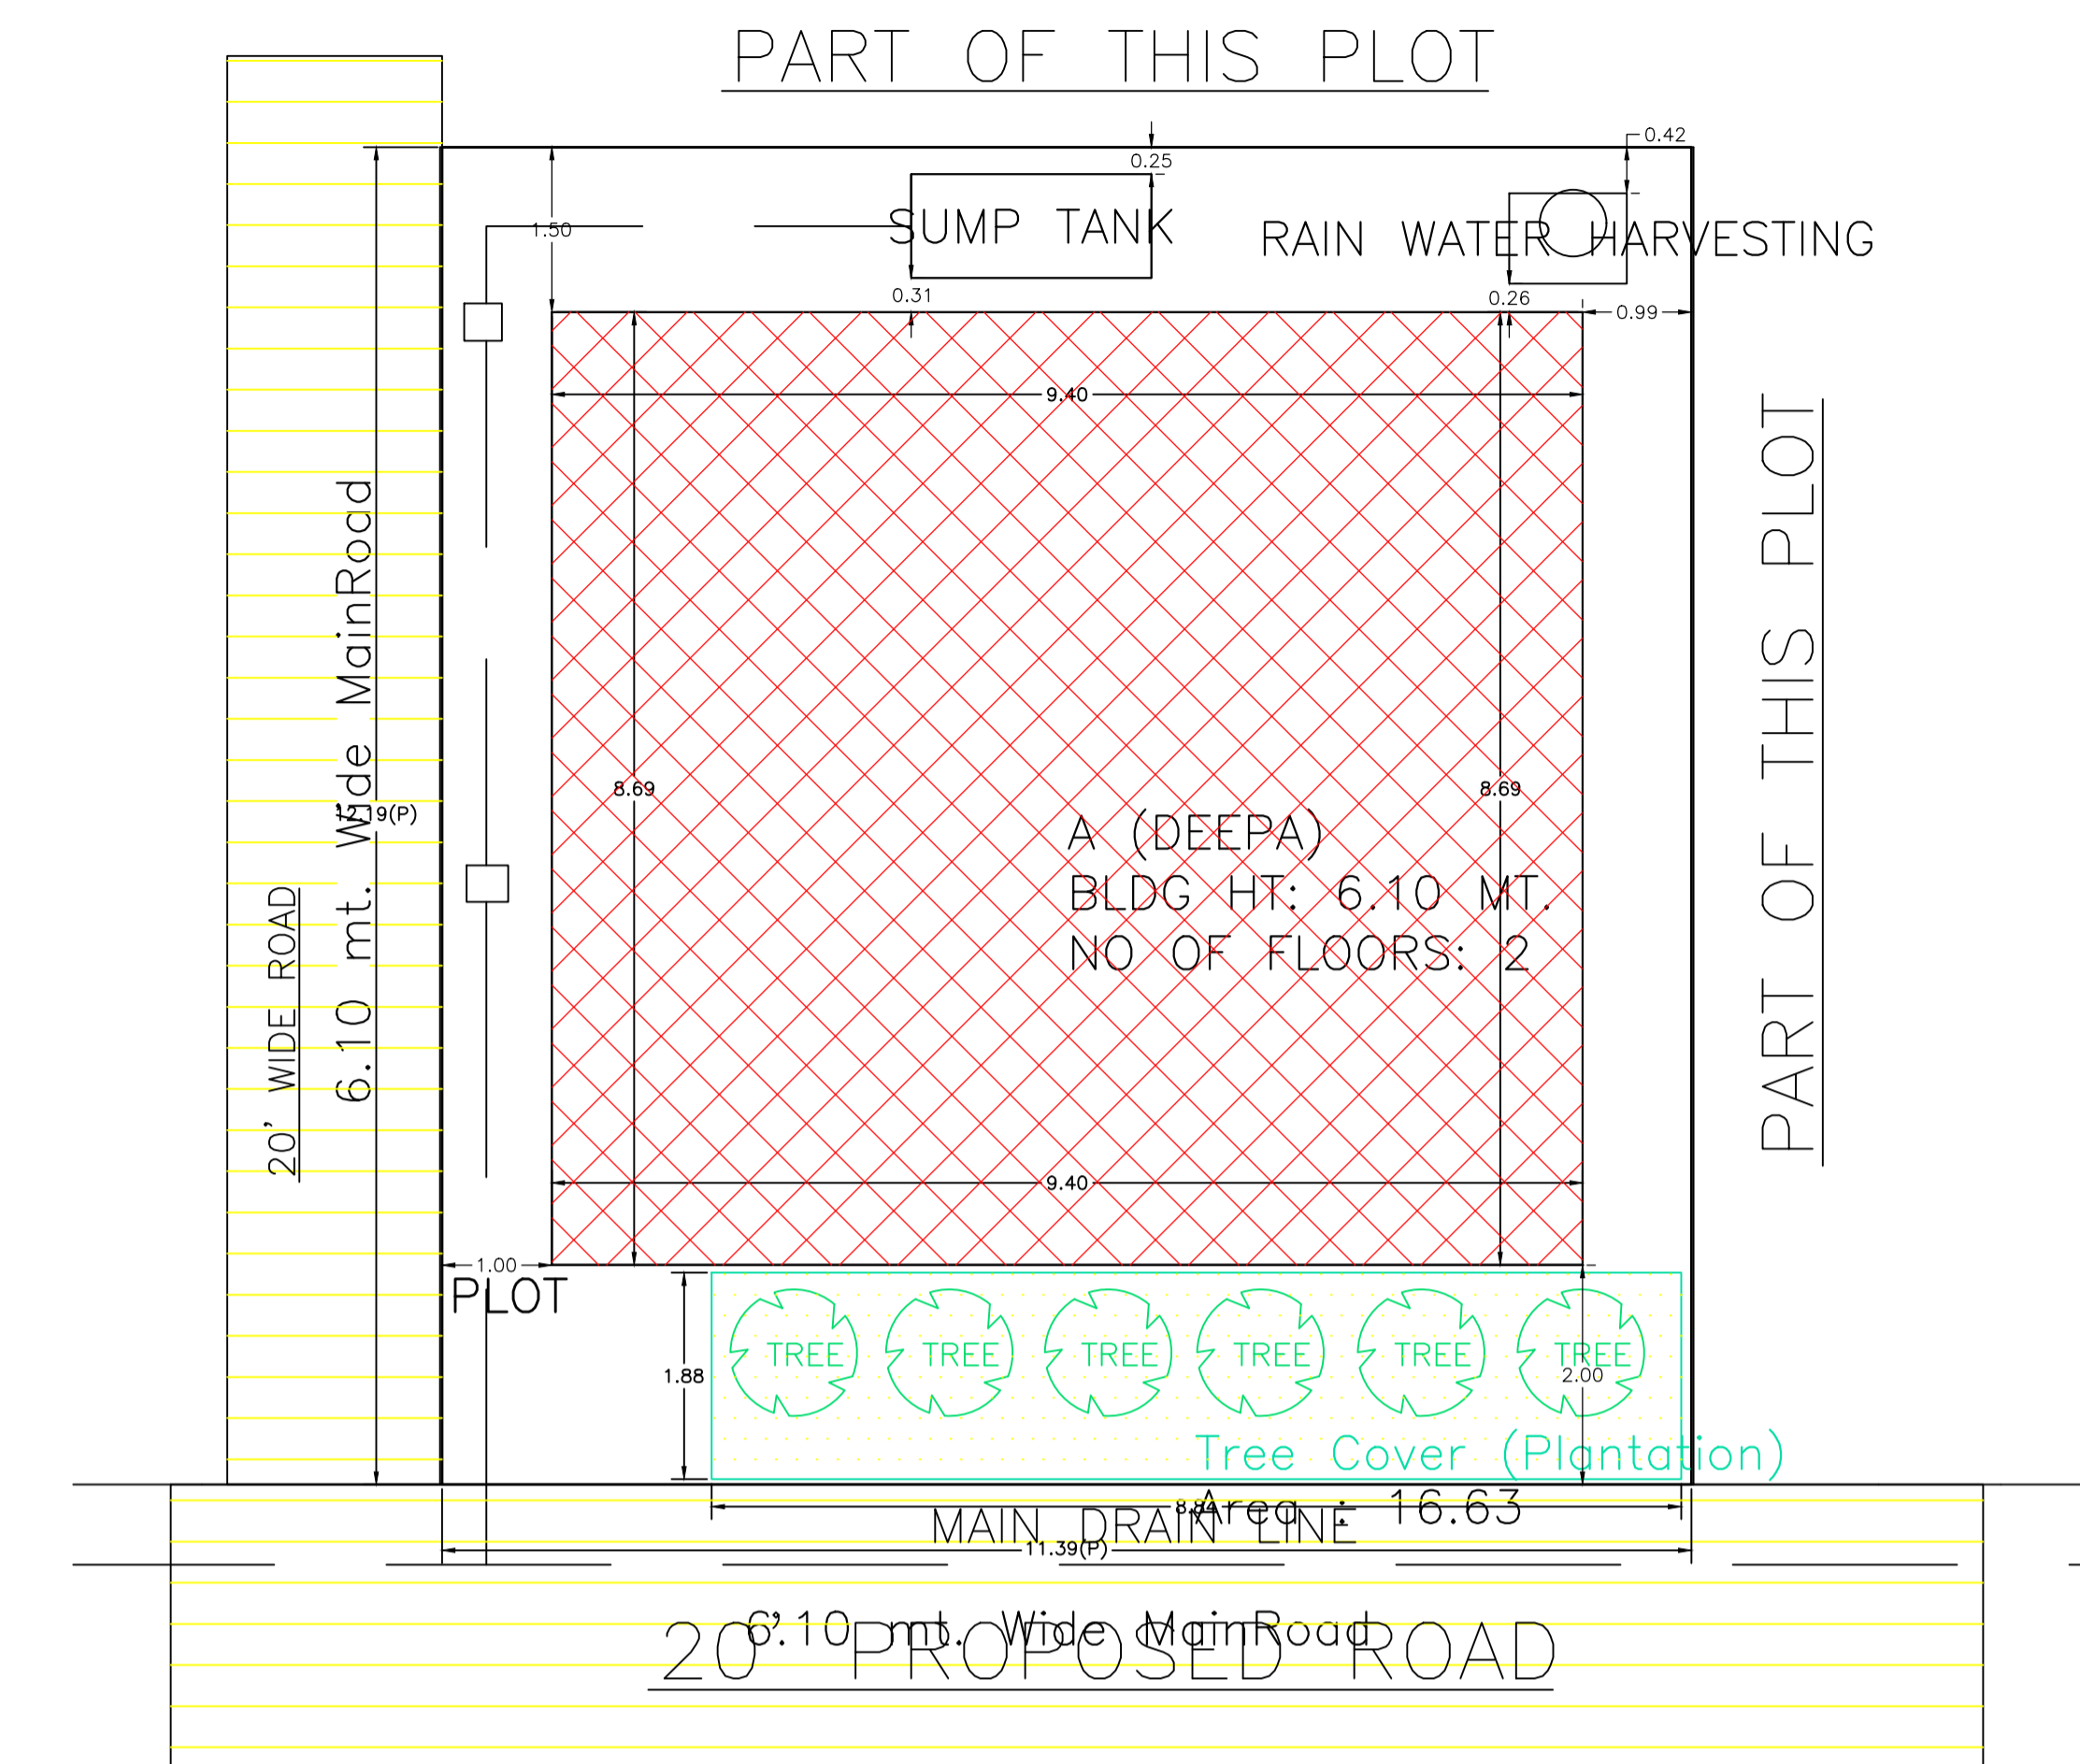 PART OF THIS PLOT
0.42
0.25
1.50
SUMP TANK
RAIN WATER HARVESTING
0.31
0.26
0.99
9.40
6.10 mt. Wide MainRoad
PART OF THIS PLOT
8.69
8.69
12.19(P)
A (DEEPA)
BLDG HT: 6.10 MT.
NO OF FLOORS: 2
20' WIDE ROAD
9.40
1.00
PLOT
TREE
TREE
TREE
TREE
TREE
TREE
1.88
2.00
Tree Cover (Plantation)
Area : 16.63
8.84
MAIN DRAIN LINE
11.39(P)
6.10 mt. Wide MainRoad
20' PROPOSED ROAD